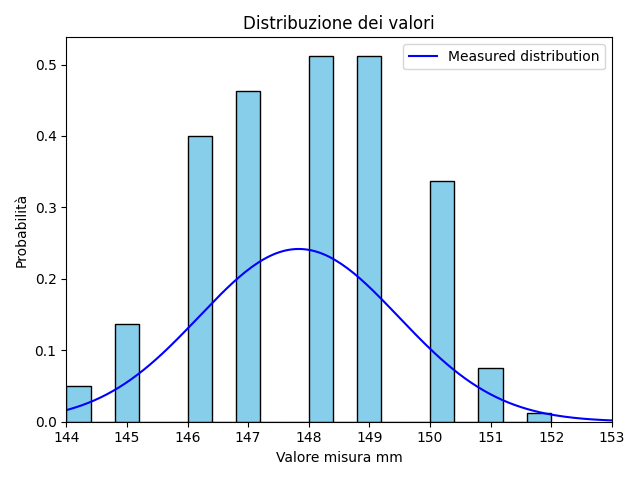 Distribuzione dei valori
Measured distribution
Probabilità
0.5
0.4
0.3
0.2
0.1
0.0
144 145 146 147 148 149 150 151 152 153
Valore misura mm